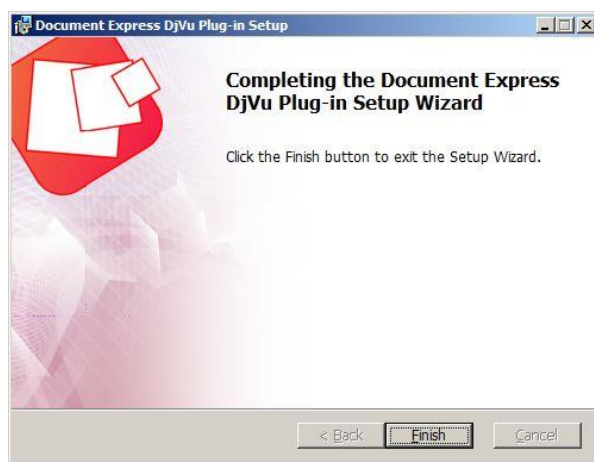 Document Express DjVu Plug-in Setup
Completing the Document Express
DjVu Plug-in Setup Wizard
Click the Finish button to exit the Setup Wizard.
< Back Finish Cancel